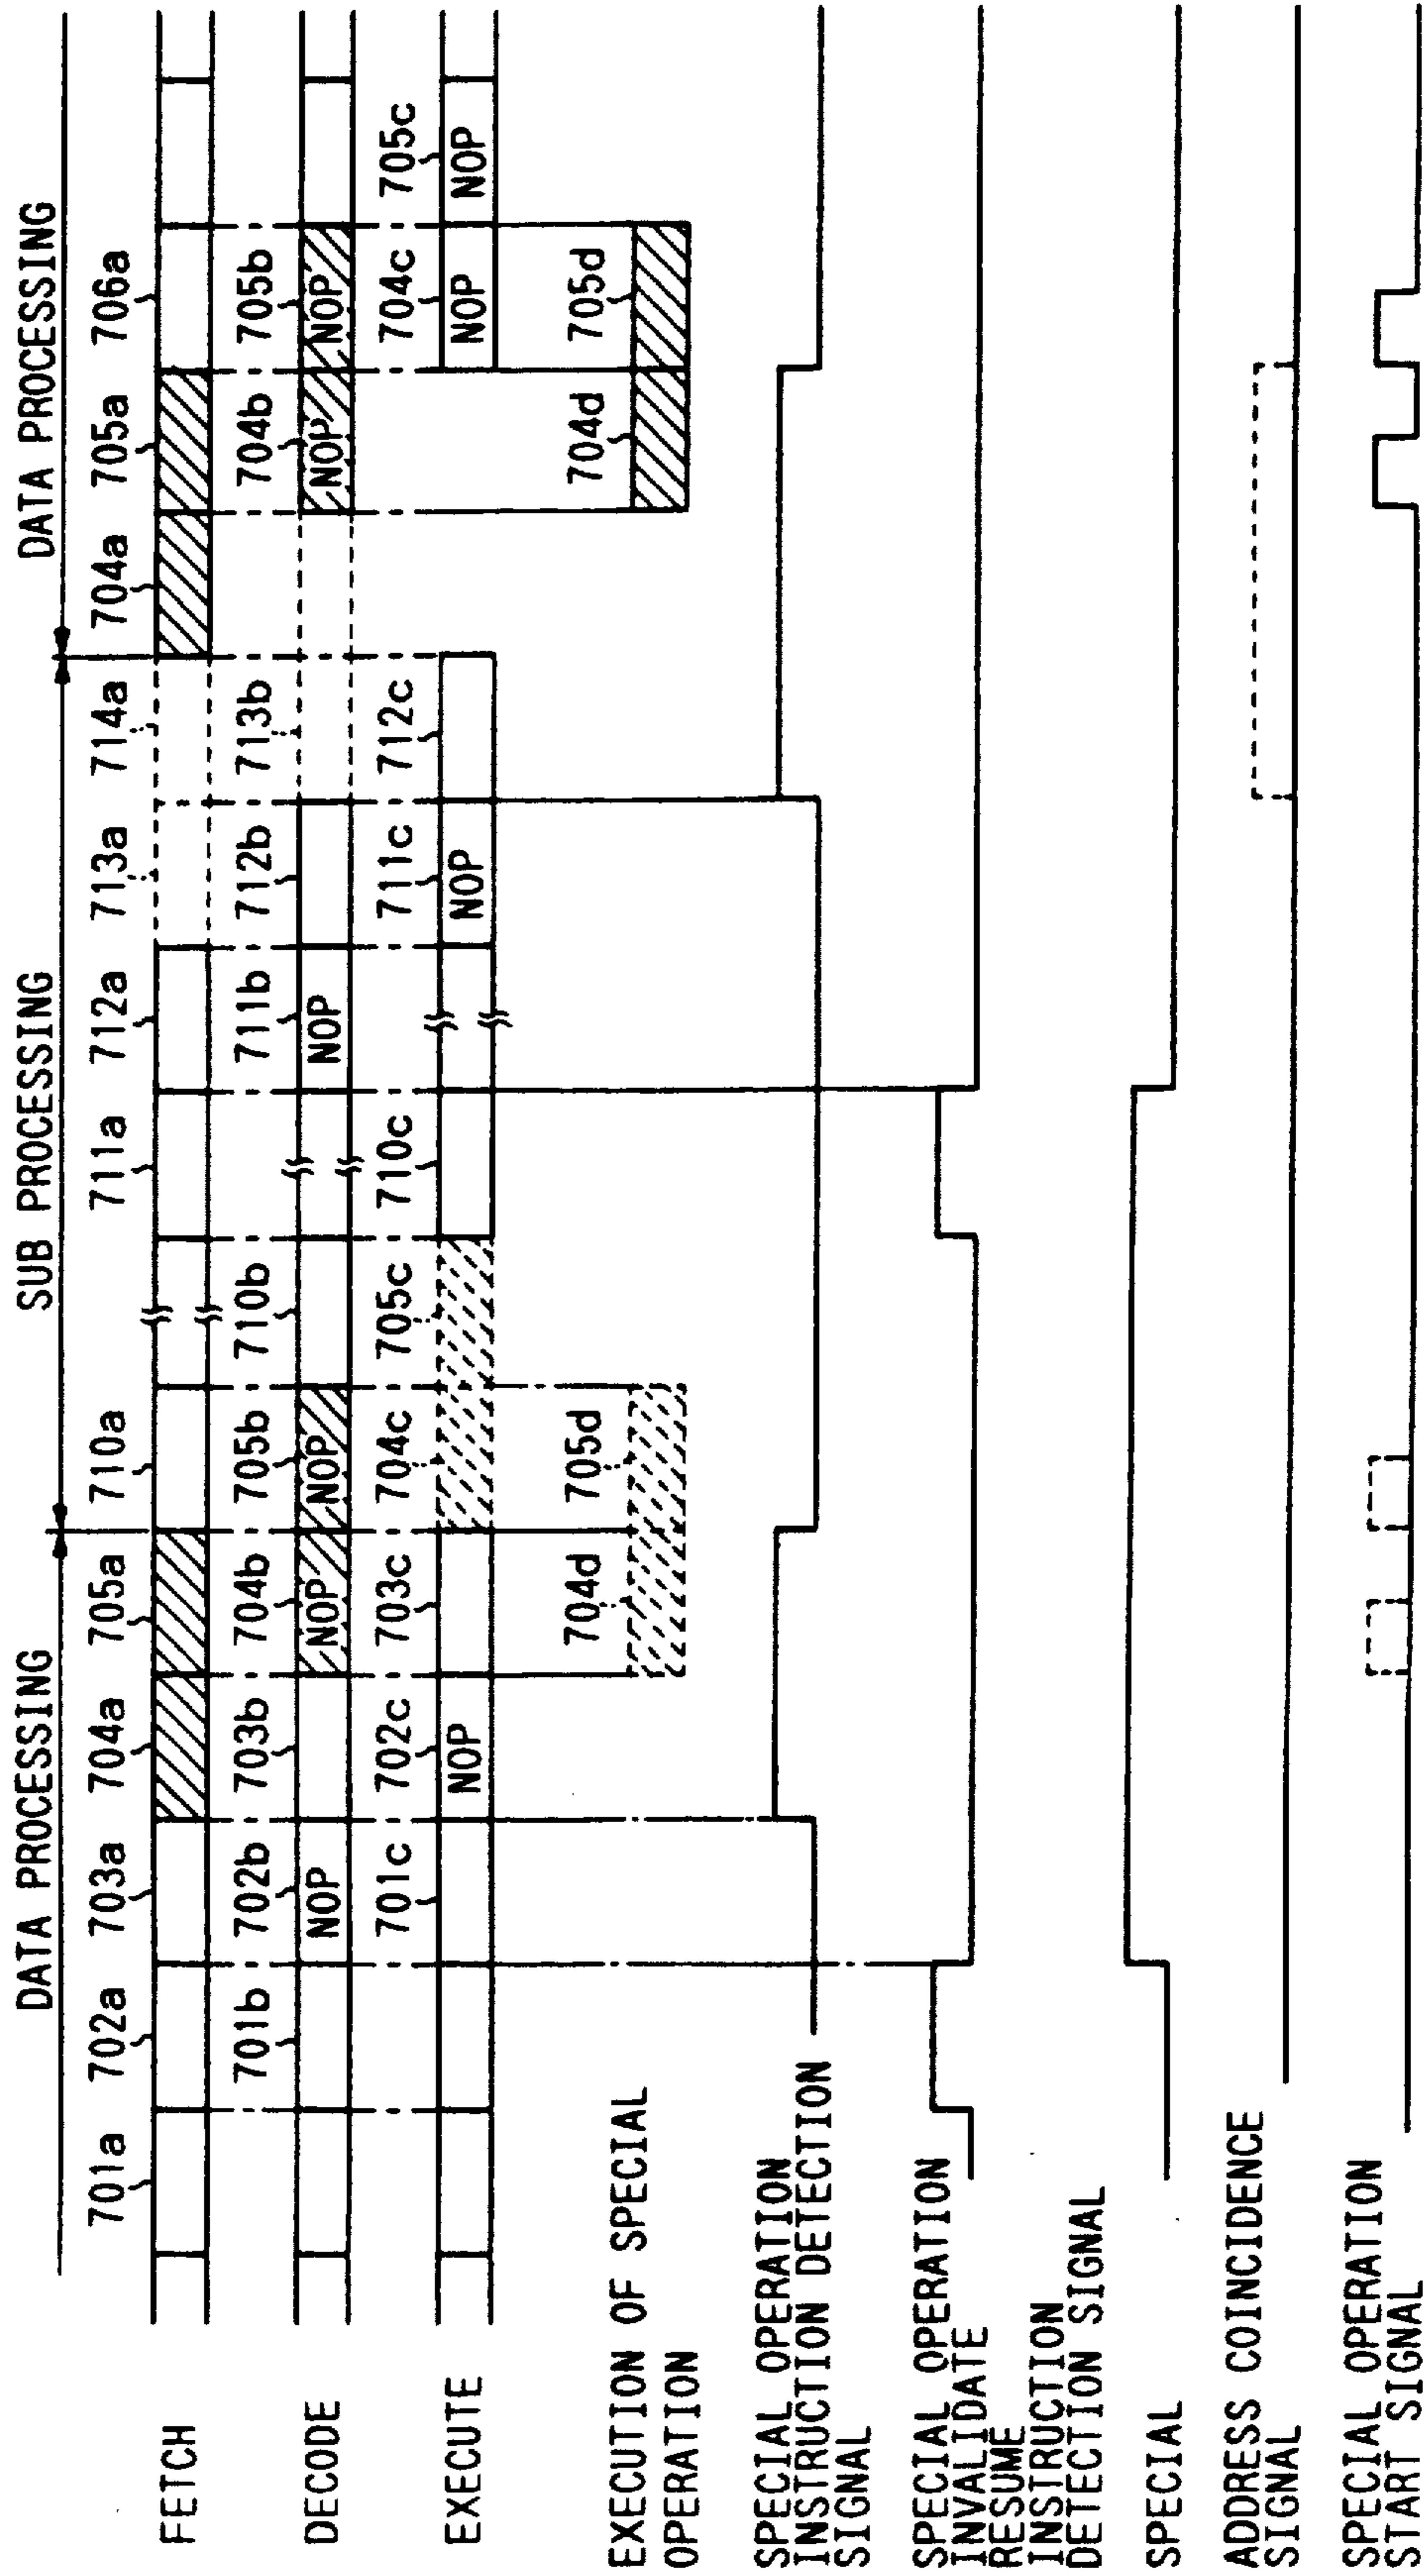 DATA PROCESSING SUB PROCESSING DATA PROCESSING
701a 702a 703a 704a 705a 710a 711a 712a 713a 714a 704a 705a 706a
FETCH
701b 702b 703b 704b 705b 710b 711b 712b 713b 704b 705b
DECODE NOP NOP NOP NOP NOP NOP
701c 702c 703c 704c 705c 710c 711c 712c 704c 705c
EXECUTE NOP NOP NOP NOP
704d 705d 704d 705d
EXECUTION OF SPECIAL
OPERATION
SPECIAL OPERATION
INSTRUCTION DETECTION
SIGNAL
SPECIAL OPERATION
INVALIDATE
RESUME
INSTRUCTION
DETECTION SIGNAL
SPECIAL
ADDRESS COINCIDENCE
SIGNAL
SPECIAL OPERATION
START SIGNAL